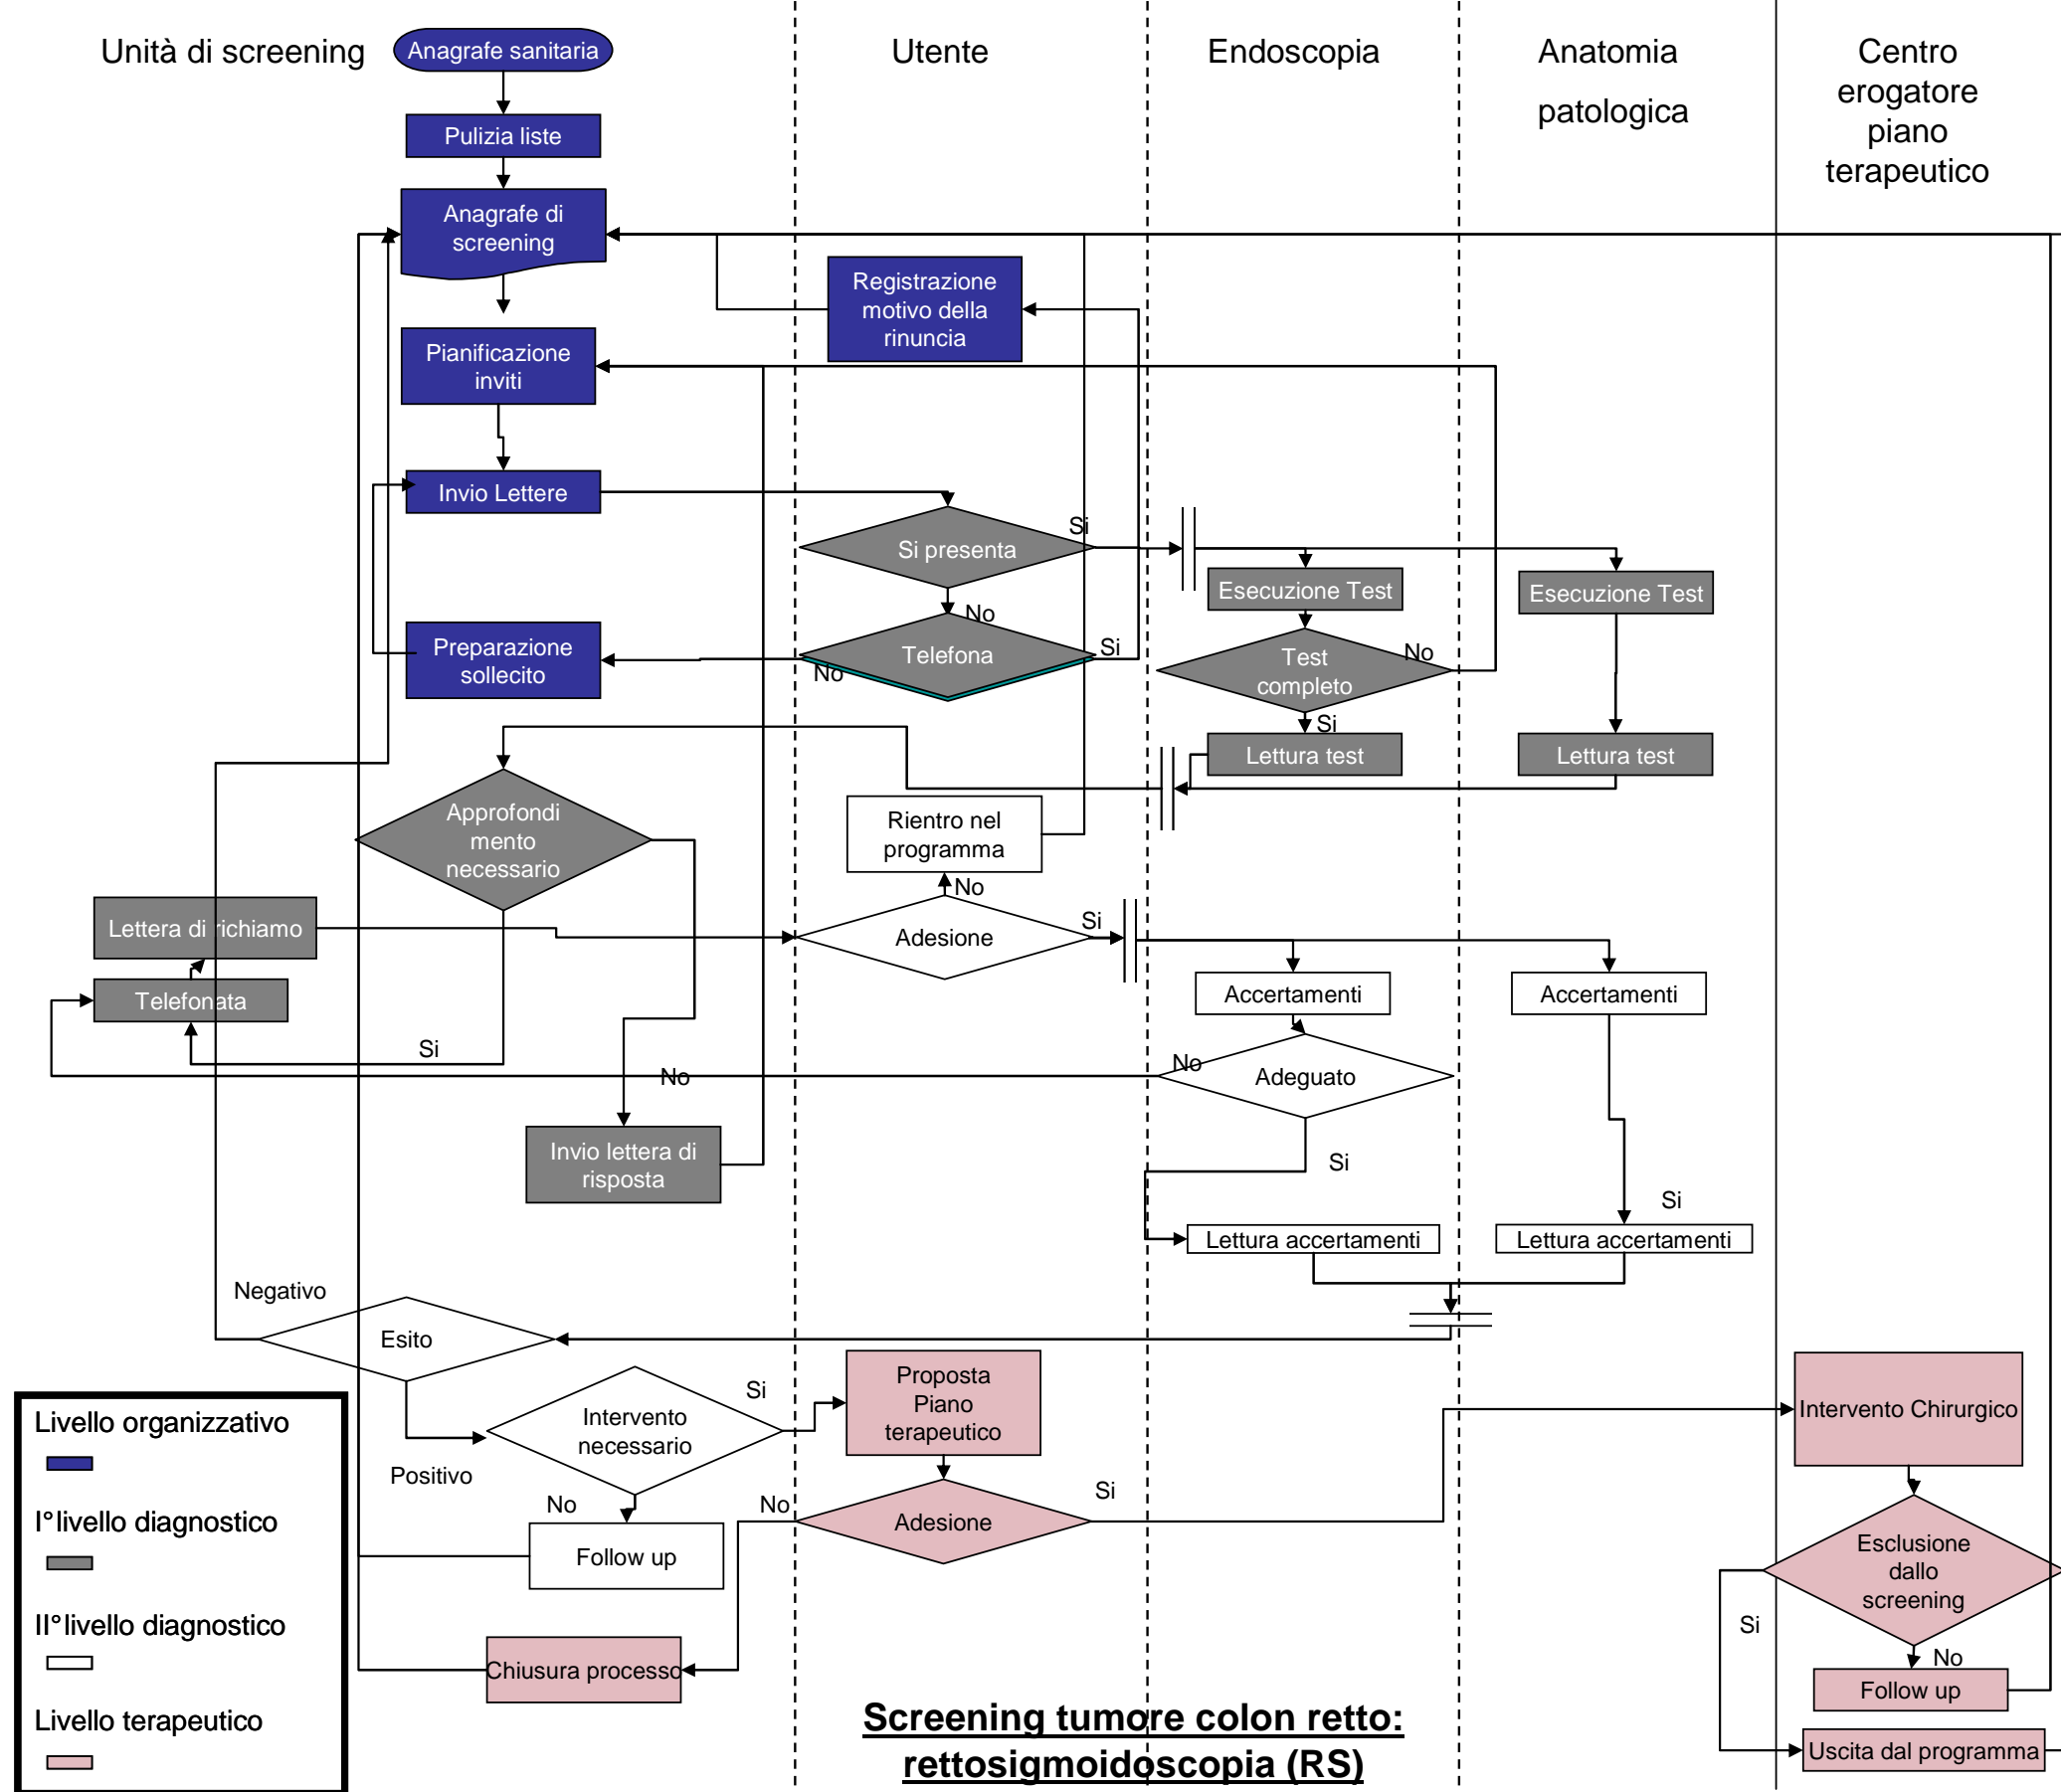 Unità di screening
Anagrafe sanitaria
Utente
Endoscopia
Anatomia
patologica
Centro
erogatore
piano
terapeutico
Pulizia liste
Anagrafe di
screening
Registrazione
motivo della
rinuncia
Pianificazione
inviti
Invio Lettere
Si
Si presenta
No
Esecuzione Test
Esecuzione Test
Preparazione
sollecito
No
Telefona
Si
Test
completo
No
Si
Lettura test
Lettura test
Approfondi
mento
necessario
Rientro nel
programma
No
Lettera di richiamo
Adesione
Si
Telefonata
Accertamenti
Accertamenti
Si
No
No
Adeguato
Invio lettera di
risposta
Si
Si
Lettura accertamenti
Lettura accertamenti
Negativo
Esito
Positivo
Intervento
necessario
Si
No
Follow up
Proposta
Piano
terapeutico
No
Adesione
Si
Intervento Chirurgico
Esclusione
dallo
screening
Si
No
Follow up
Uscita dal programma
Chiusura processo
Livello organizzativo
I° livello diagnostico
II° livello diagnostico
Livello terapeutico
Screening tumore colon retto:
rettosigmoidoscopia (RS)